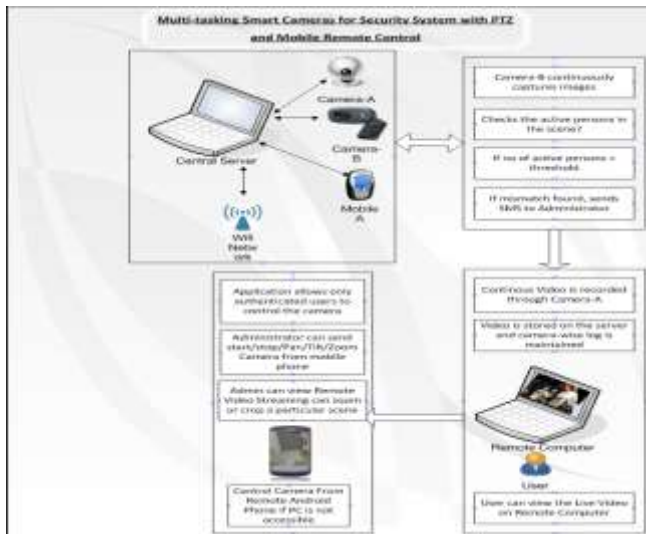 Multi-tasking Smart Cameras for Security System with PTZ
and Mobile Remote Control
Camera-A
Camera-
B
Central Server
Mobile
A
Wifi
Netw
ork
Camera-B continuously
captures images
Checks the active persons in
the scene?
If no of active persons
threshold
If mismatch found, sends
SMS to Administrator
Continous Video is recorded
through Camera-A
Video is stored on the server
and camera-wise log is
maintained
Remote Computer
User
User can view the Live Video
on Remote Computer
Application allows only
authenticated users to
control the camera
Administrator can send
start/stop/Pan/Tilt/Zoom
Camera from mobile
phone
Admin can view Remote
Video Streaming can zoom
or crop a particular scene
Control Camera From
Remote Android
Phone if PC is not
accessible